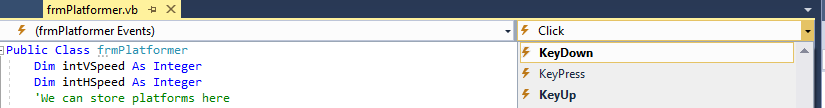 frmPlatformer.vb
(frmPlatformer Events)
Click
Public Class frmPlatformer
KeyDown
Dim intVSpeed As Integer
KeyPress
Dim intHSpeed As Integer
KeyUp
'We can store platforms here